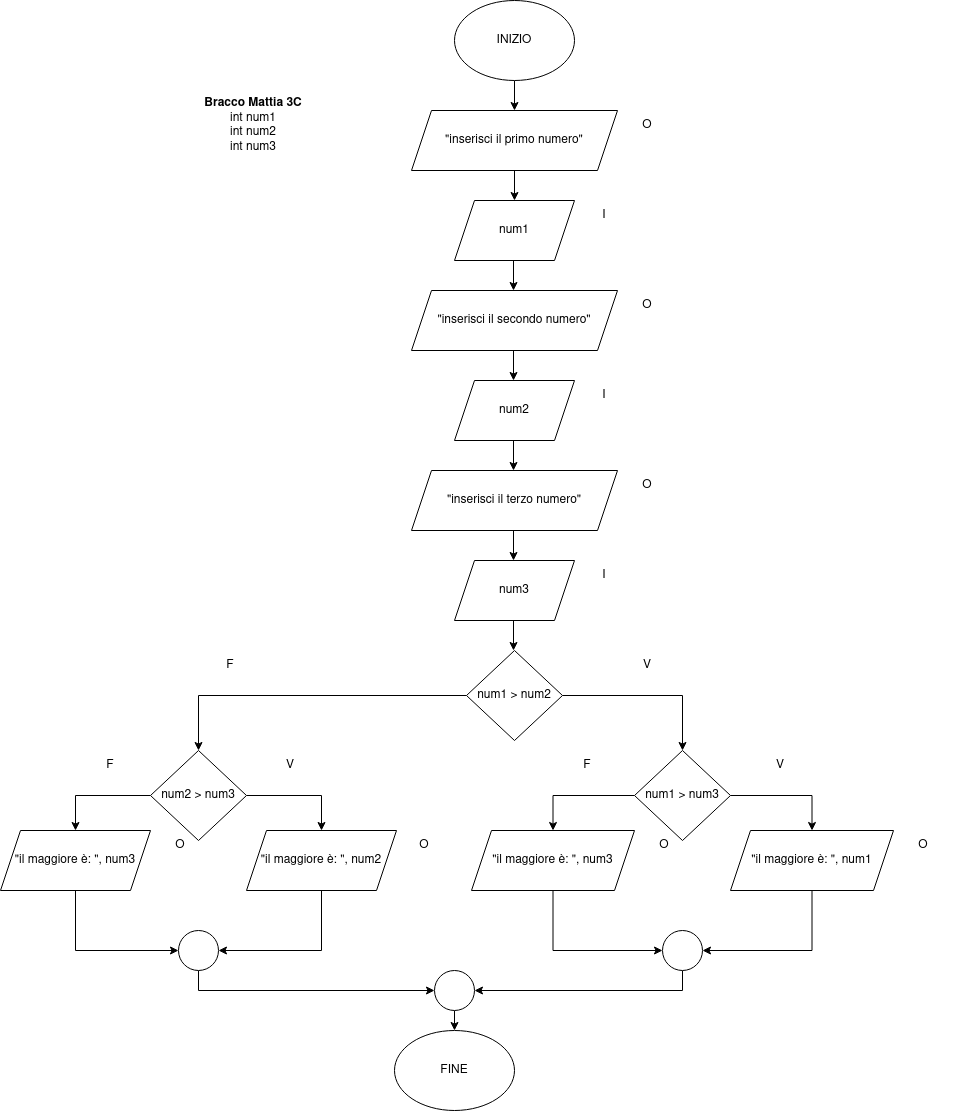 INIZIO
Bracco Mattia 3C
int num1
int num2
int num3
"inserisci il primo numero"
O
num1
I
"inserisci il secondo numero"
O
num2
I
"inserisci il terzo numero"
O
num3
I
F
num1 > num2
V
F
num2 > num3
V
F
num1 > num3
V
"il maggiore è: ", num3
O
"il maggiore è: ", num2
O
"il maggiore è: ", num3
O
"il maggiore è: ", num1
O
FINE